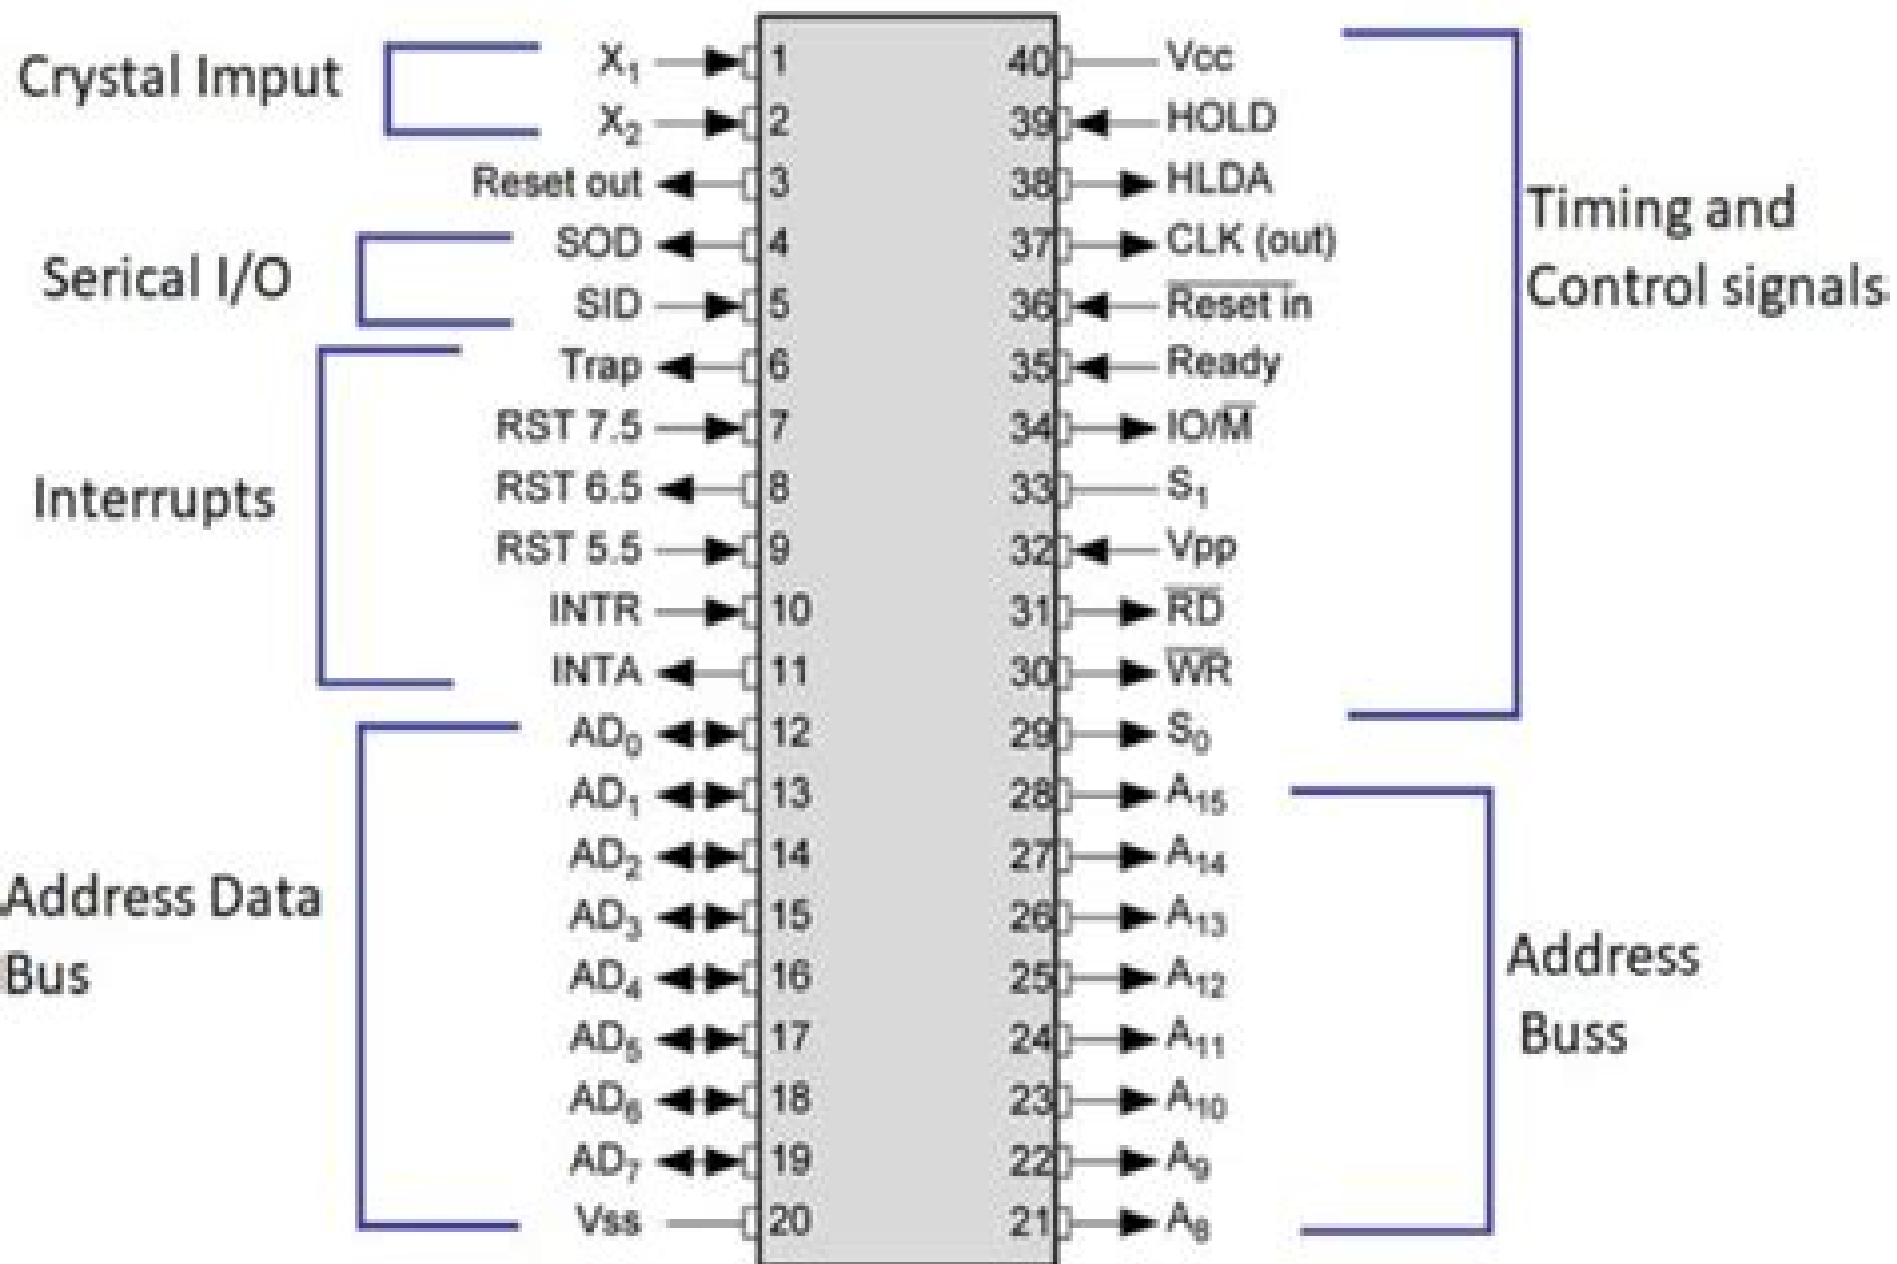 Crystal Imput
X₁ 1
X₂ 2
Reset out 3
Serical I/O
SOD 4
SID 5
Interrupts
Trap 6
RST 7.5 7
RST 6.5 8
RST 5.5 9
INTR 10
INTA 11
Address Data
Bus
AD₀ 12
AD₁ 13
AD₂ 14
AD₃ 15
AD₄ 16
AD₅ 17
AD₆ 18
AD₇ 19
Vss 20
40 Vcc
39 HOLD
38 HLDA
37 CLK (out)
36 R̅e̅s̅e̅t̅ ̅i̅n̅
35 Ready
34 IO/M̅
33 S₁
32 Vpp
31 R̅D̅
30 W̅R̅
29 S₀
Timing and
Control signals
28 A₁₅
27 A₁₄
26 A₁₃
25 A₁₂
24 A₁₁
23 A₁₀
22 A₉
21 A₈
Address
Buss